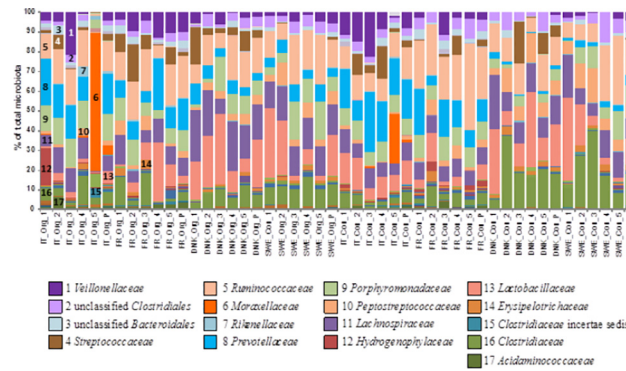 100
90
80
70
60
50
40
30
20
10
0
% of total microbiota
3
4
1
5
2
7
8
6
9
10
11
12
13
14
15
16
17
IT_Org_1
IT_Org_2
IT_Org_3
IT_Org_4
IT_Org_5
IT_Org_P
FR_Org_1
FR_Org_2
FR_Org_3
FR_Org_4
FR_Org_5
FR_Org_P
DNK_Org_1
DNK_Org_2
DNK_Org_3
DNK_Org_4
DNK_Org_5
DNK_Org_P
SWE_Org_1
SWE_Org_2
SWE_Org_3
SWE_Org_4
SWE_Org_5
SWE_Org_P
IT_Con_1
IT_Con_2
IT_Con_3
IT_Con_4
IT_Con_5
IT_Con_P
FR_Con_1
FR_Con_2
FR_Con_3
FR_Con_4
FR_Con_5
FR_Con_P
DNK_Con_1
DNK_Con_2
DNK_Con_3
DNK_Con_4
DNK_Con_5
DNK_Con_P
SWE_Con_1
SWE_Con_2
SWE_Con_3
SWE_Con_4
SWE_Con_5
1 Veillonellaceae
2 unclassified Clostridiales
3 unclassified Bacteroidales
4 Streptococcaceae
5 Ruminococcaceae
6 Moraxellaceae
7 Rikenellaceae
8 Prevotellaceae
9 Porphyromonadaceae
10 Peptostreptococcaceae
11 Lachnospiraceae
12 Hydrogenophylaceae
13 Lactobacillaceae
14 Erysipelotrichaceae
15 Clostridiaceae incertae sedis
16 Clostridiaceae
17 Acidaminococcaceae